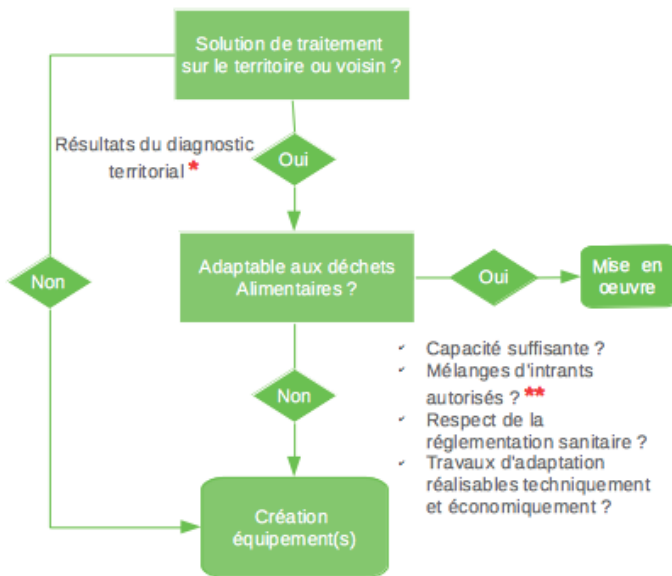 Solution de traitement
sur le territoire ou voisin ?
Résultats du diagnostic
territorial *
Oui
Non
Adaptable aux déchets
Alimentaires ?
Oui
Mise en
oeuvre
Non
✓ Capacité suffisante ?
✓ Mélanges d'intrants
autorisés ? **
✓ Respect de la
réglementation sanitaire ?
✓ Travaux d'adaptation
réalisables techniquement
et économiquement ?
Création
équipement(s)